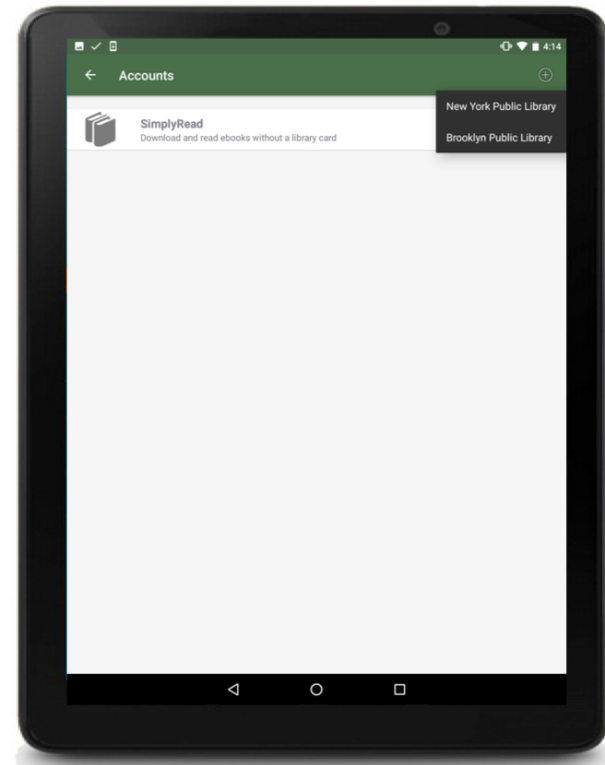 4:14
Accounts
New York Public Library
SimplyRead
Download and read ebooks without a library card
Brooklyn Public Library